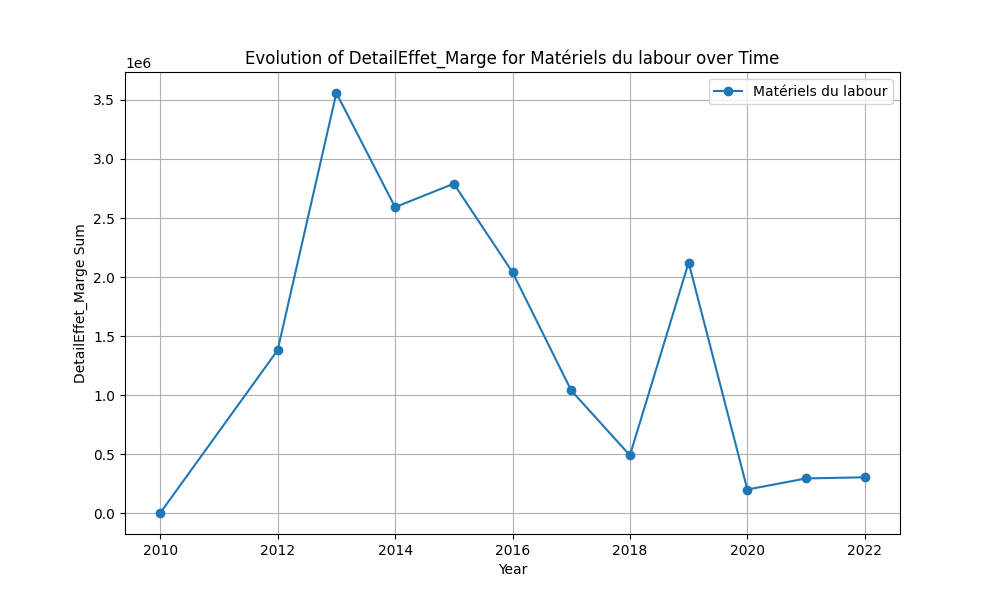 Evolution of DetailEffet_Marge for Matériels du labour over Time
1e6
Matériels du labour
3.5
3.0
2.5
2.0
1.5
1.0
0.5
0.0
DetailEffet_Marge Sum
2010 2012 2014 2016 2018 2020 2022
Year